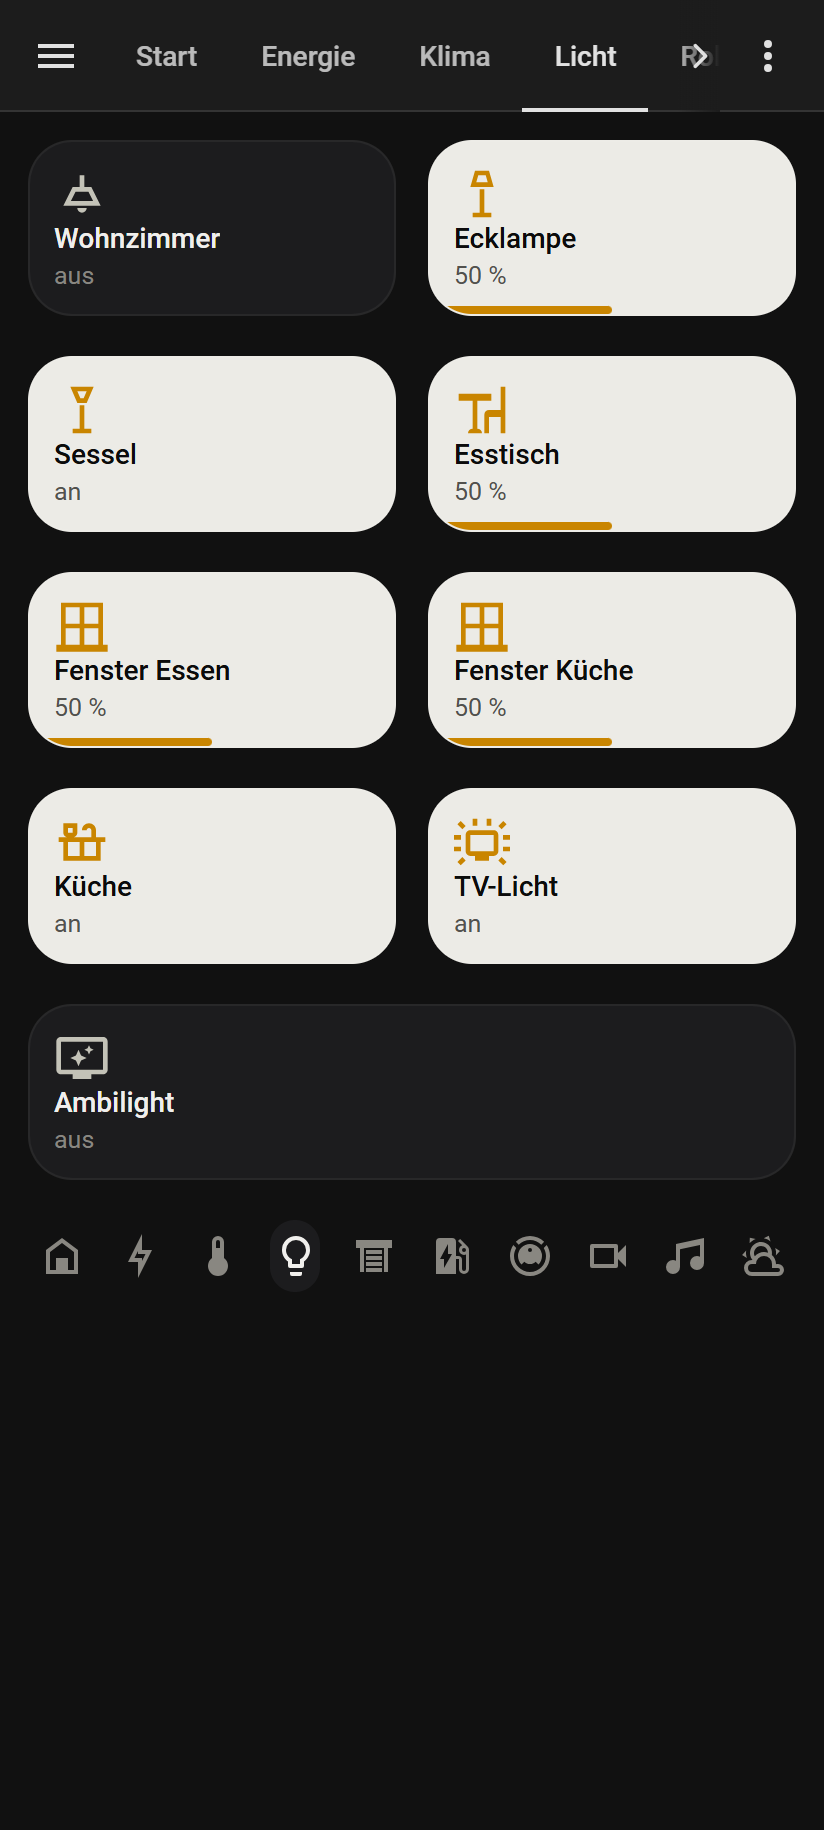 Start Energie Klima Licht
Wohnzimmer
aus
Ecklampe
50 %
Sessel
an
Esstisch
50 %
Fenster Essen
50 %
Fenster Küche
50 %
Küche
an
TV-Licht
an
Ambilight
aus